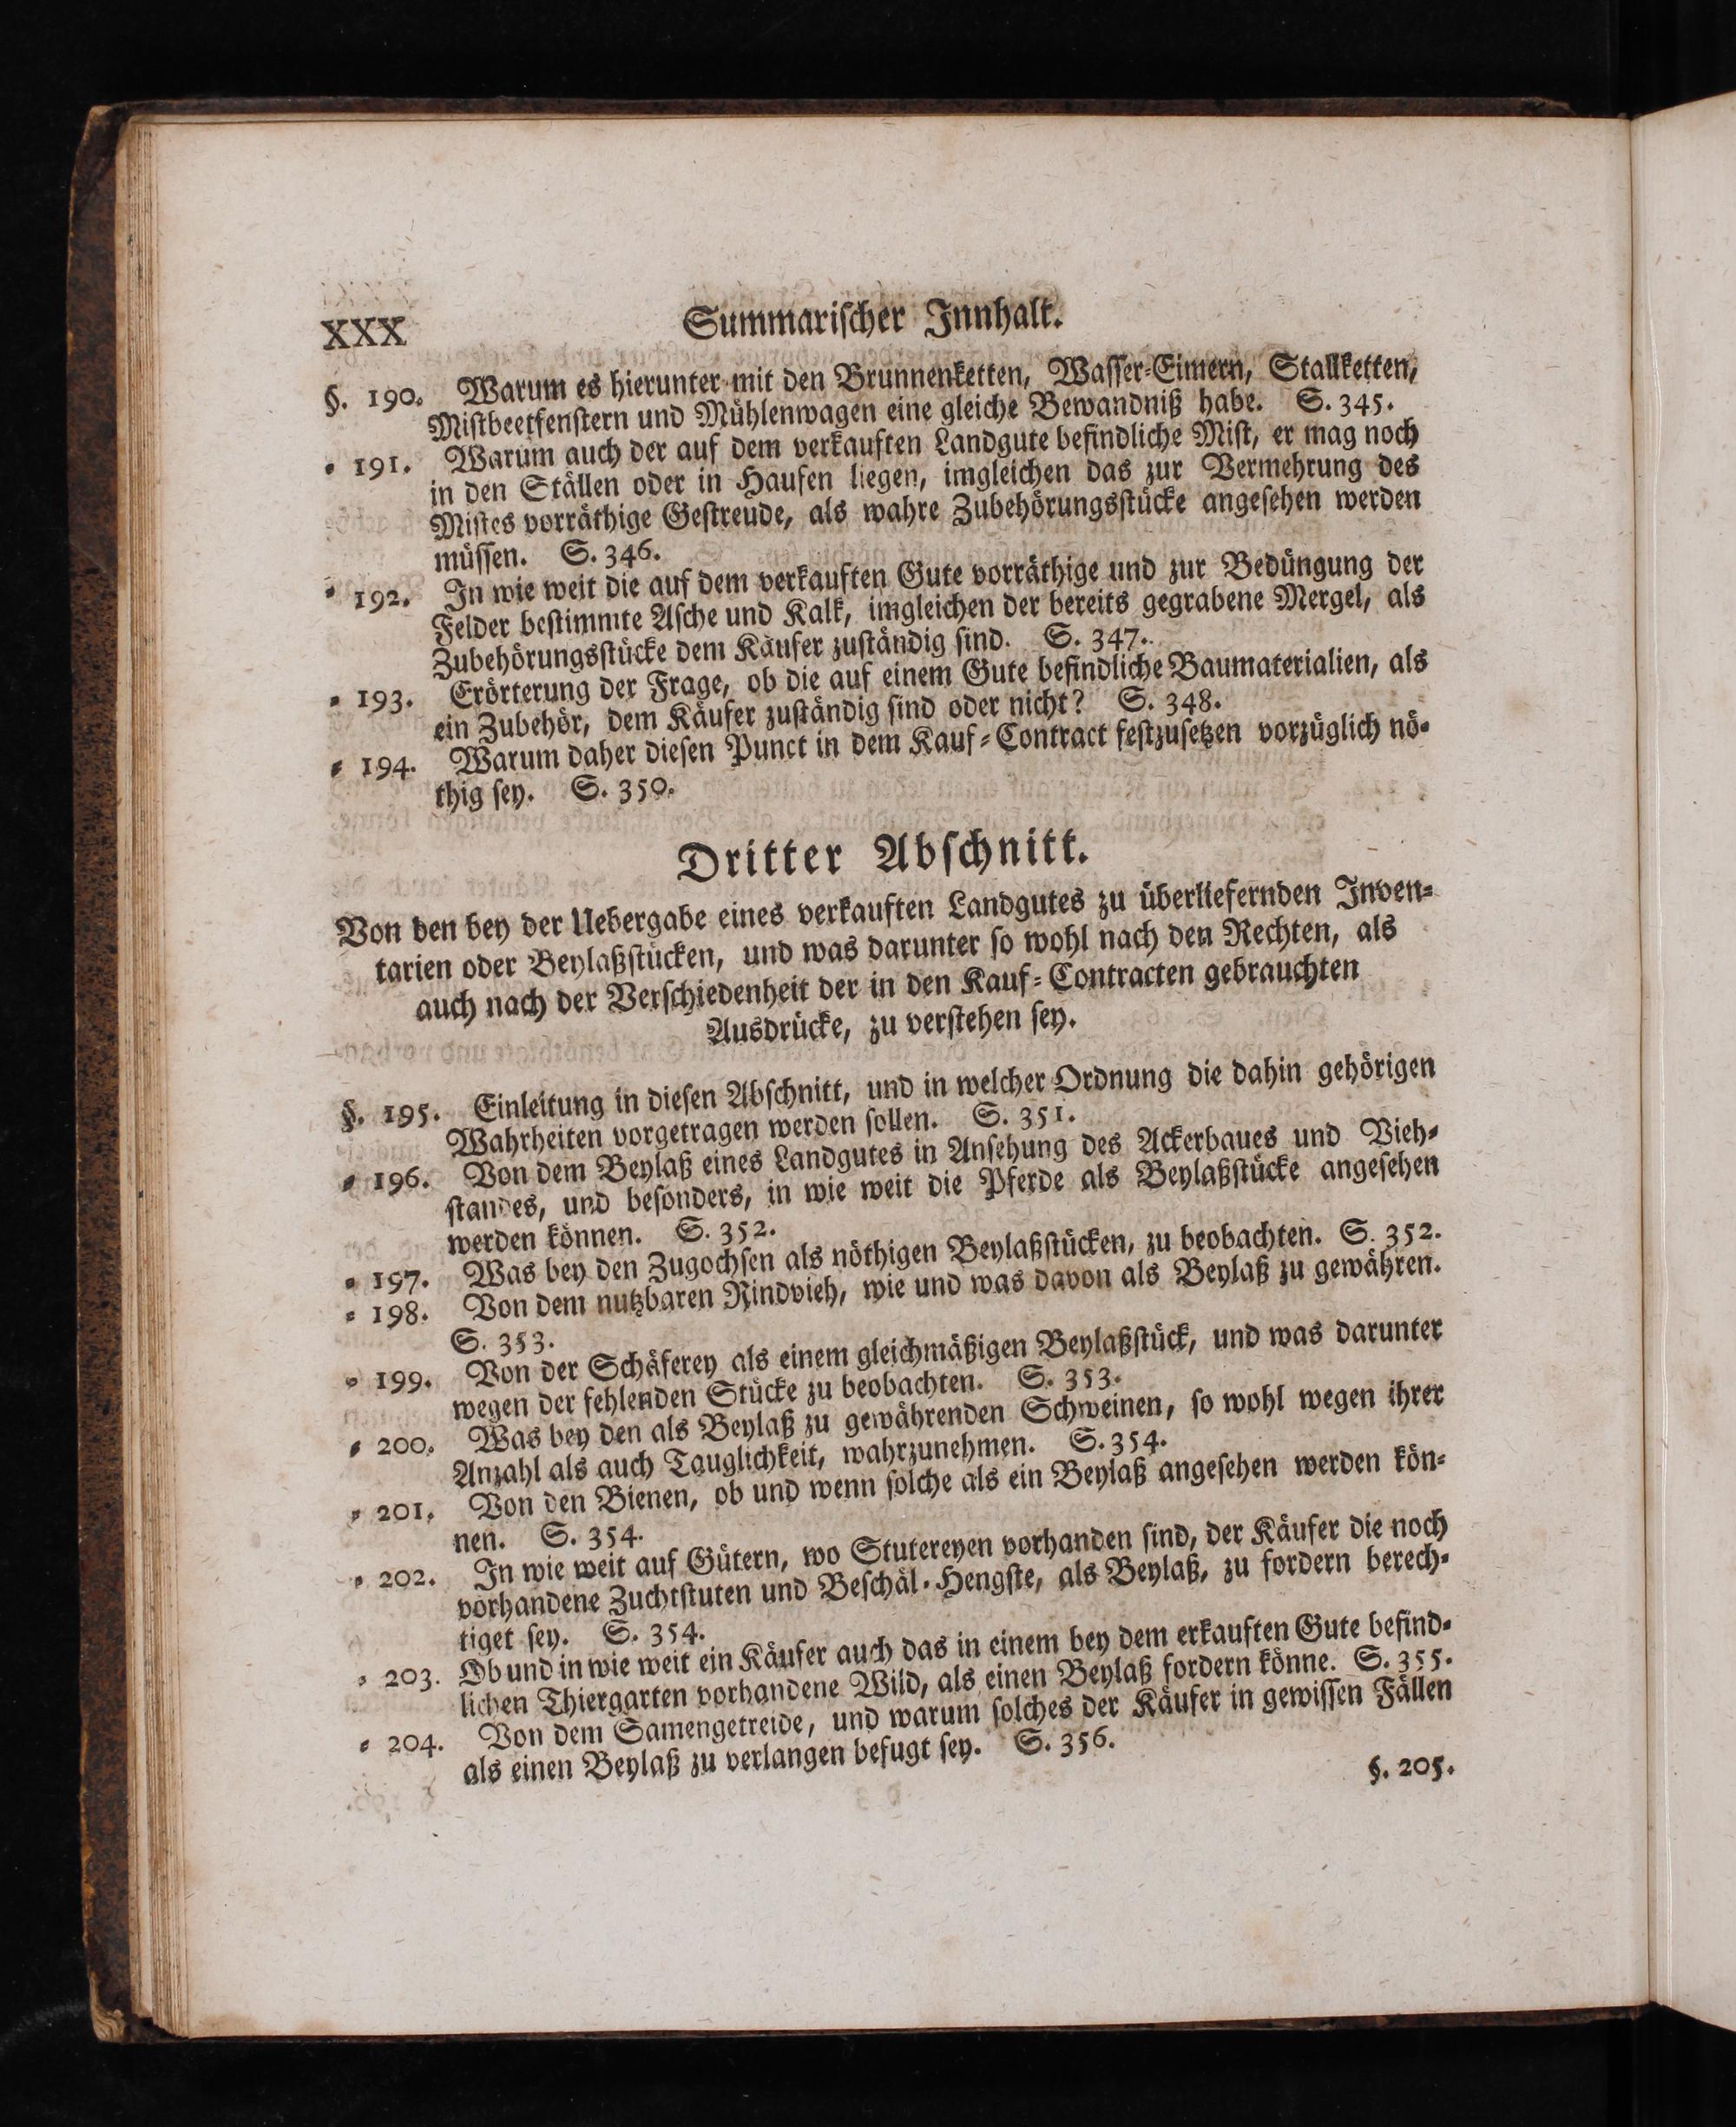 XXX Summarischer Innhalt.
§. 190. Warum es hierunter mit den Brunnenketten, Wasser-Eimern, Stallketten,
Mistbeetfenstern und Mühlenwagen eine gleiche Bewandniß habe. S. 345.
= 191. Warum auch der auf dem verkauften Landgute befindliche Mist, er mag noch
in den Ställen oder in Haufen liegen, imgleichen das zur Vermehrung des
Mistes vorräthige Gestreude, als wahre Zubehörungsstücke angesehen werden
müssen. S. 346.
= 192. In wie weit die auf dem verkauften Gute vorräthige und zur Bedüngung der
Felder bestimmte Asche und Kalk, imgleichen der bereits gegrabene Mergel, als
Zubehörungsstücke dem Käufer zuständig sind. S. 347.
= 193. Erörterung der Frage, ob die auf einem Gute befindliche Baumaterialien, als
ein Zubehör, dem Käufer zuständig sind oder nicht? S. 348.
= 194. Warum daher diesen Punct in dem Kauf=Contract festzusetzen vorzüglich nö=
thig sey. S. 350.
Dritter Abschnitt.
Von den bey der Uebergabe eines verkauften Landgutes zu überliefernden Inven=
tarien oder Beylaßstücken, und was darunter so wohl nach den Rechten, als
auch nach der Verschiedenheit der in den Kauf=Contracten gebrauchten
Ausdrücke, zu verstehen sey.
§. 195. Einleitung in diesen Abschnitt, und in welcher Ordnung die dahin gehörigen
Wahrheiten vorgetragen werden sollen. S. 351.
= 196. Von dem Beylaß eines Landgutes in Ansehung des Ackerbaues und Vieh=
standes, und besonders, in wie weit die Pferde als Beylaßstücke angesehen
werden können. S. 352.
= 197. Was bey den Zugochsen als nöthigen Beylaßstücken, zu beobachten. S. 352.
= 198. Von dem nutzbaren Rindvieh, wie und was davon als Beylaß zu gewähren.
S. 353.
= 199. Von der Schäferey als einem gleichmäßigen Beylaßstück, und was darunter
wegen der fehlenden Stücke zu beobachten. S. 353.
= 200. Was bey den als Beylaß zu gewährenden Schweinen, so wohl wegen ihrer
Anzahl als auch Tauglichkeit, wahrzunehmen. S. 354.
= 201. Von den Bienen, ob und wenn solche als ein Beylaß angesehen werden kön=
nen. S. 354.
= 202. In wie weit auf Gütern, wo Stutereyen vorhanden sind, der Käufer die noch
vorhandene Zuchtstuten und Beschäl=Hengste, als Beylaß, zu fordern berech=
tiget sey. S. 354.
= 203. Ob und in wie weit ein Käufer auch das in einem bey dem erkauften Gute befind=
lichen Thiergarten vorhandene Wild, als einen Beylaß fordern könne. S. 355.
= 204. Von dem Samengetreide, und warum solches der Käufer in gewissen Fällen
als einen Beylaß zu verlangen befugt sey. S. 356.
§. 205.